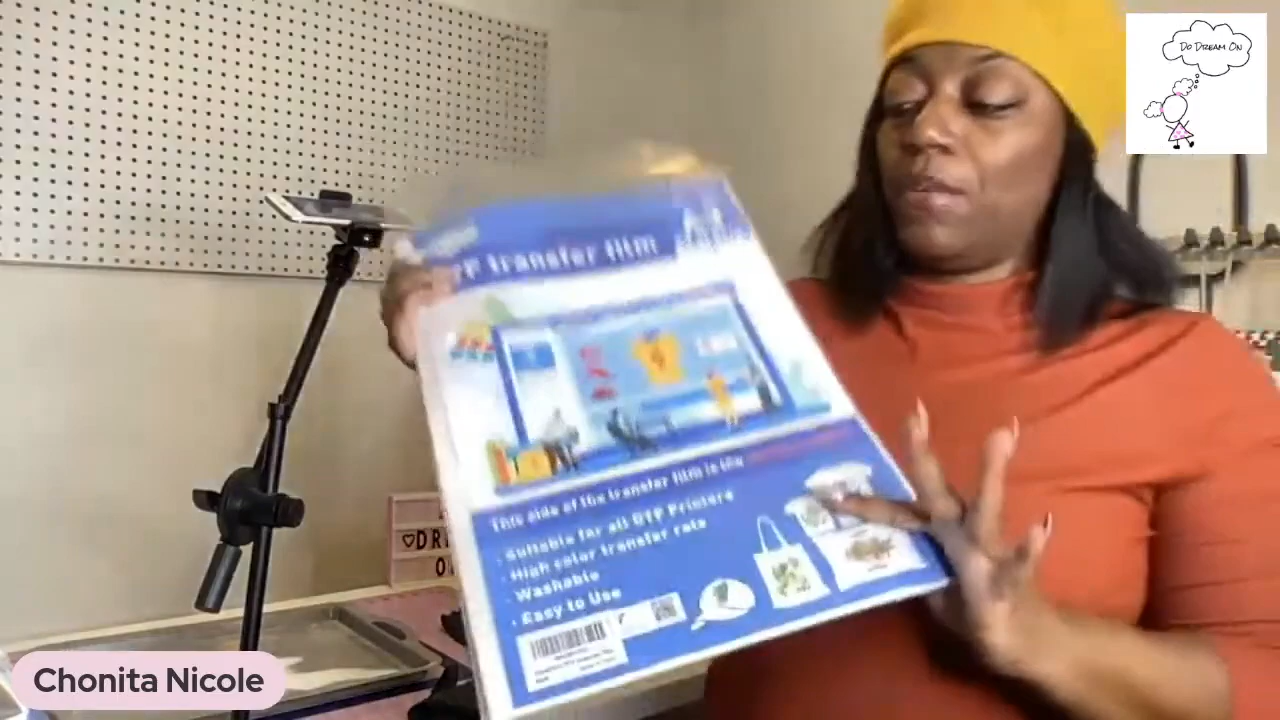 DO DREAM ON
transfer film
This side of the transfer film is the
· Suitable for all DTF Printers
· High color transfer rate
· Washable
· Easy to Use
♡DR
O
Chonita Nicole